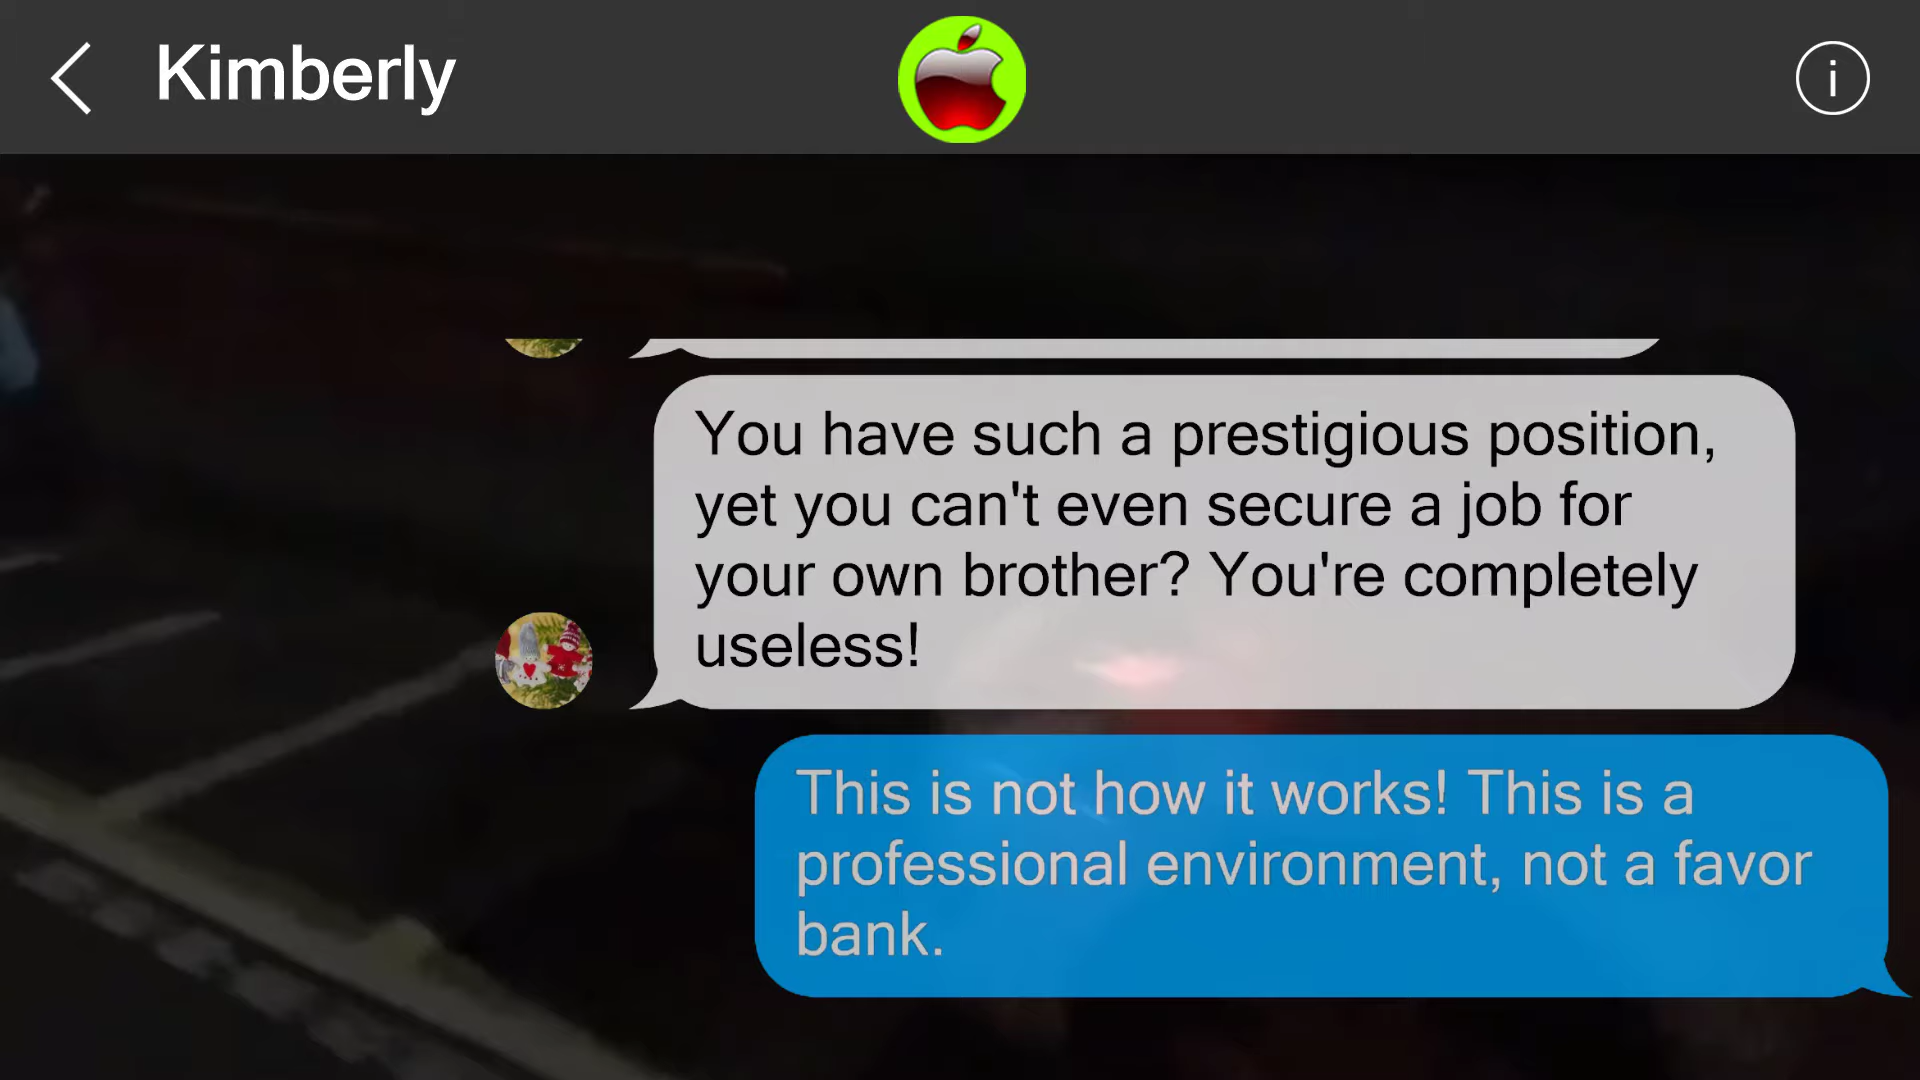 Kimberly
You have such a prestigious position,
yet you can't even secure a job for
your own brother? You're completely
useless!
This is not how it works! This is a
professional environment, not a favor
bank.